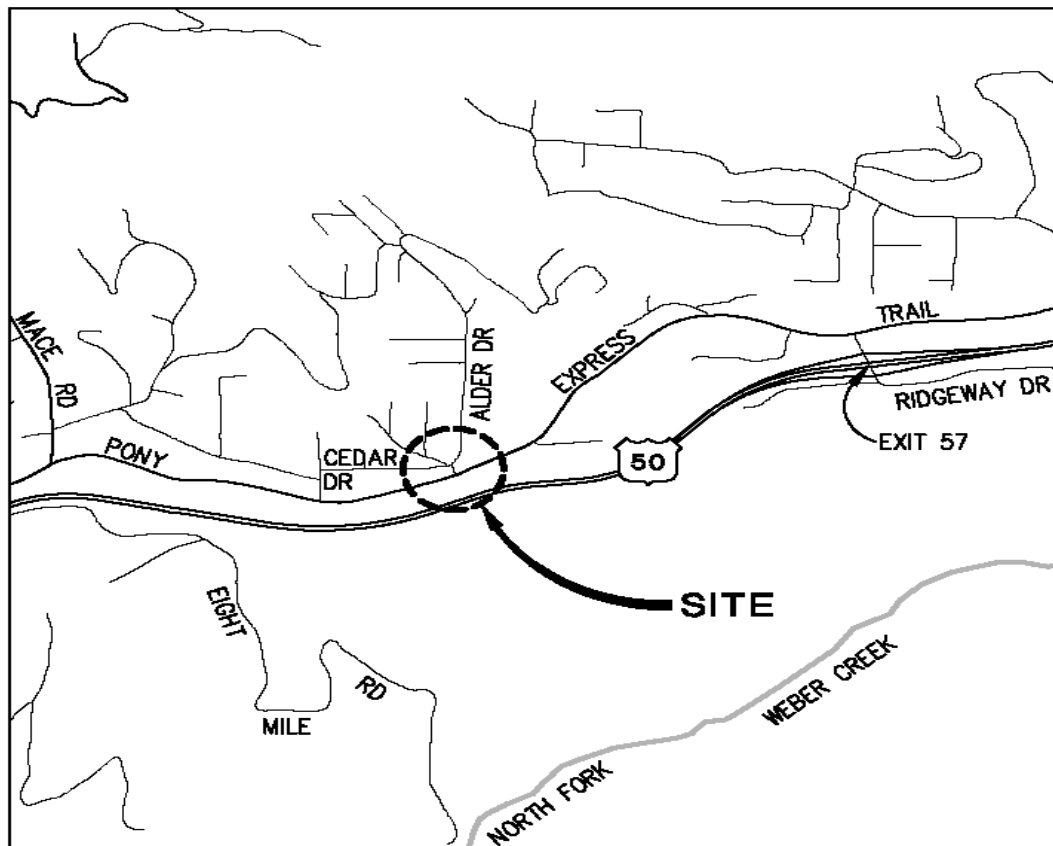 MACE
RD
PONY
EXPRESS
TRAIL
ALDER DR
CEDAR
DR
50
RIDGEWAY DR
EXIT 57
SITE
EIGHT
MILE
RD
NORTH FORK
WEBER CREEK